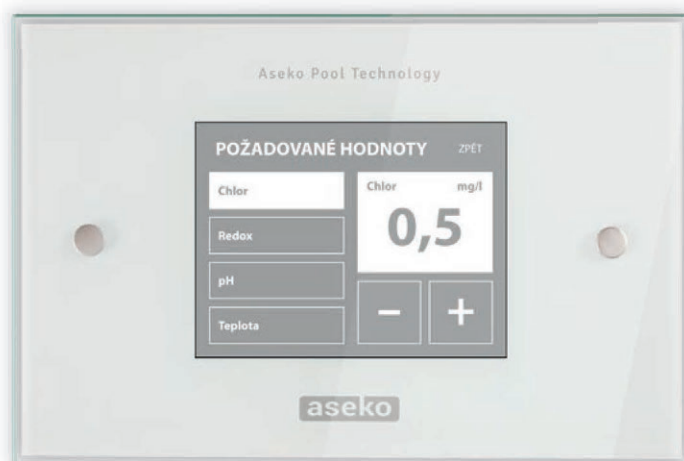 Aseko Pool Technology
POŽADOVANÉ HODNOTY ZPĚT
Chlor
Redox
pH
Teplota
Chlor mg/l
0,5
− +
aseko